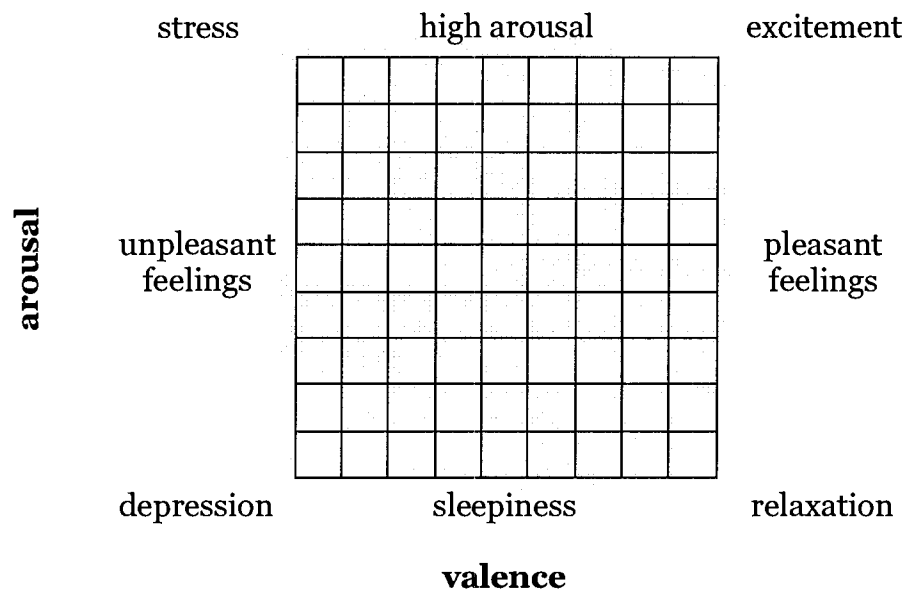 stress
high arousal
excitement
arousal
unpleasant
feelings
pleasant
feelings
depression
sleepiness
relaxation
valence